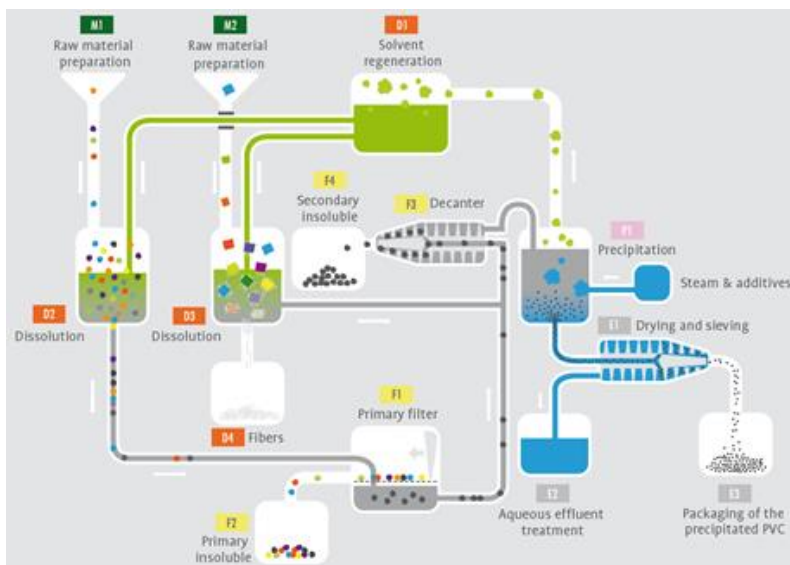 M1
Raw material
preparation
M2
Raw material
preparation
D1
Solvent
regeneration
F4
Secondary
insoluble
F3 Decanter
P1
Precipitation
Steam & additives
E1 Drying and sieving
D2
Dissolution
D3
Dissolution
F1
Primary filter
D4 Fibers
F2
Primary
insoluble
E2
Aqueous effluent
treatment
E3
Packaging of the
precipitated PVC